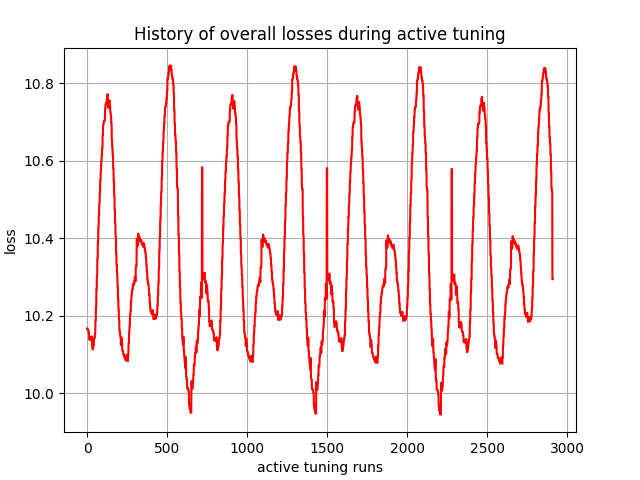 History of overall losses during active tuning
10.8
10.6
10.4
10.2
10.0
loss
0 500 1000 1500 2000 2500 3000
active tuning runs